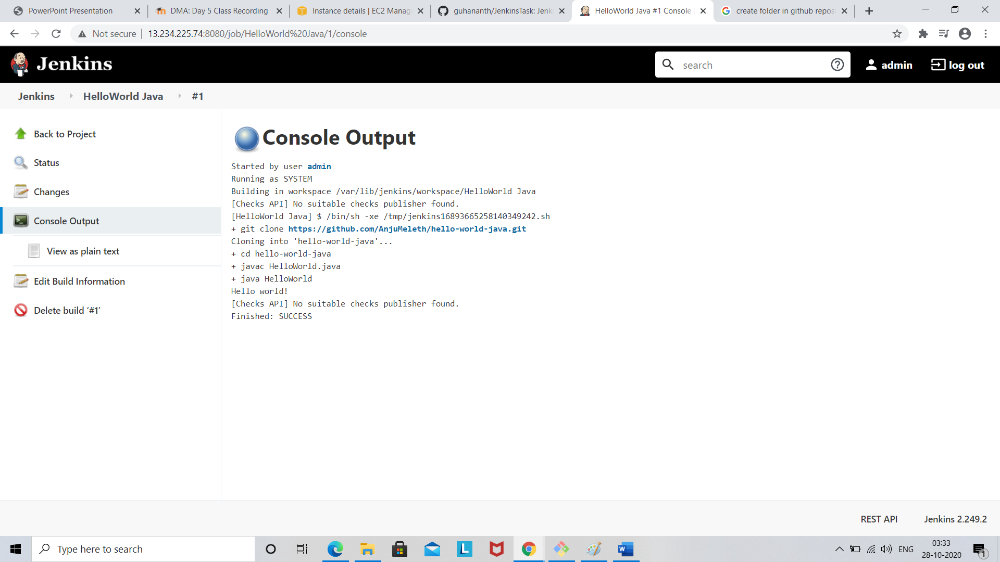 PowerPoint Presentation
DMA: Day 5 Class Recording
Instance details | EC2 Manag
guhananth/JenkinsTask: Jenk
HelloWorld Java #1 Console
create folder in github repos
Not secure | 13.234.225.74:8080/job/HelloWorld%20Java/1/console
Jenkins
search
admin
log out
Jenkins HelloWorld Java #1
Back to Project
Status
Changes
Console Output
View as plain text
Edit Build Information
Delete build ‘#1’
Console Output
Started by user admin
Running as SYSTEM
Building in workspace /var/lib/jenkins/workspace/HelloWorld Java
[Checks API] No suitable checks publisher found.
[HelloWorld Java] $ /bin/sh -xe /tmp/jenkins16893665258140349242.sh
+ git clone https://github.com/AnjuMeleth/hello-world-java.git
Cloning into 'hello-world-java'...
+ cd hello-world-java
+ javac HelloWorld.java
+ java HelloWorld
Hello world!
[Checks API] No suitable checks publisher found.
Finished: SUCCESS
REST API Jenkins 2.249.2
Type here to search
L
W
ENG
03:33
28-10-2020
1